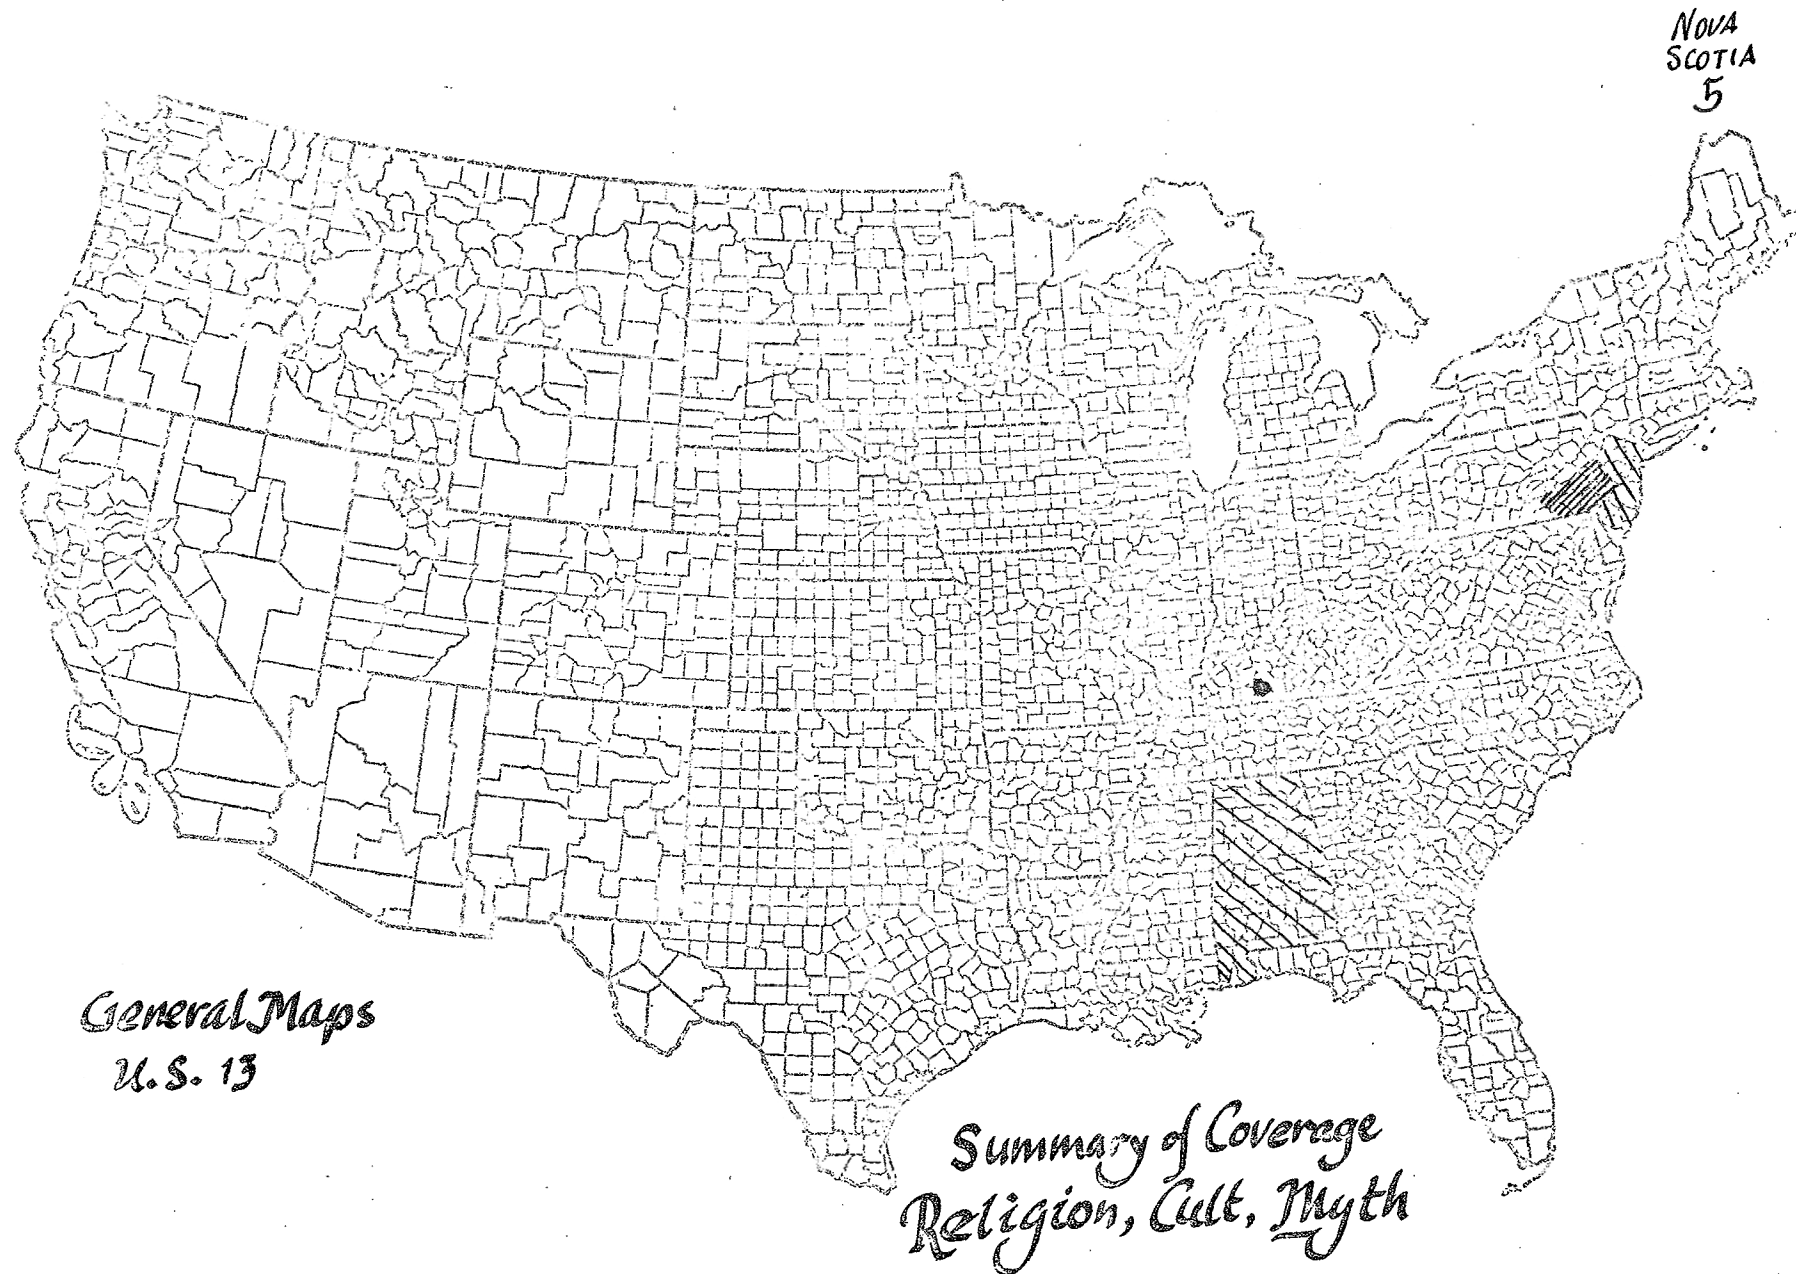 NOVA
SCOTIA
5
General Maps
U.S. 13
Summary of Coverage
Religion, Cult, Myth